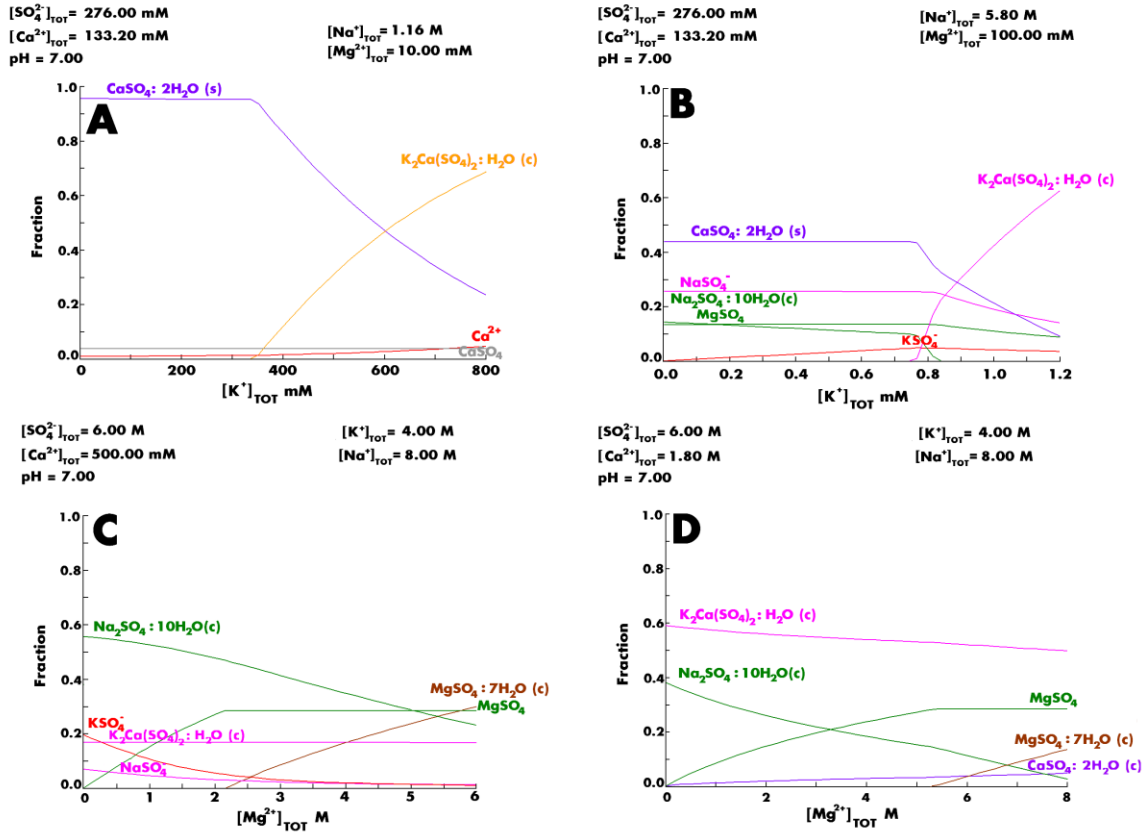 [SO₄²⁻]TOT = 276.00 mM
[Ca²⁺]TOT = 133.20 mM
pH = 7.00
[Na⁺]TOT = 1.16 M
[Mg²⁺]TOT = 10.00 mM
A
Fraction
1.0
0.8
0.6
0.4
0.2
0.0
CaSO₄: 2H₂O (s)
K₂Ca(SO₄)₂: H₂O (c)
Ca²⁺
CaSO₄
0 200 400 600 800
[K⁺]TOT mM
[SO₄²⁻]TOT = 276.00 mM
[Ca²⁺]TOT = 133.20 mM
pH = 7.00
[Na⁺]TOT = 5.80 M
[Mg²⁺]TOT = 100.00 mM
B
Fraction
1.0
0.8
0.6
0.4
0.2
0.0
K₂Ca(SO₄)₂: H₂O (c)
CaSO₄: 2H₂O (s)
NaSO₄⁻
Na₂SO₄: 10H₂O(c)
MgSO₄
KSO₄⁻
0.0 0.2 0.4 0.6 0.8 1.0 1.2
[K⁺]TOT mM
[SO₄²⁻]TOT = 6.00 M
[Ca²⁺]TOT = 500.00 mM
pH = 7.00
[K⁺]TOT = 4.00 M
[Na⁺]TOT = 8.00 M
C
Fraction
1.0
0.8
0.6
0.4
0.2
0.0
Na₂SO₄: 10H₂O(c)
MgSO₄: 7H₂O (c)
MgSO₄
KSO₄⁻
K₂Ca(SO₄)₂: H₂O (c)
NaSO₄⁻
0 1 2 3 4 5 6
[Mg²⁺]TOT M
[SO₄²⁻]TOT = 6.00 M
[Ca²⁺]TOT = 1.80 M
pH = 7.00
[K⁺]TOT = 4.00 M
[Na⁺]TOT = 8.00 M
D
Fraction
1.0
0.8
0.6
0.4
0.2
0.0
K₂Ca(SO₄)₂: H₂O (c)
Na₂SO₄: 10H₂O(c)
MgSO₄
MgSO₄: 7H₂O (c)
CaSO₄: 2H₂O (c)
0 2 4 6 8
[Mg²⁺]TOT M